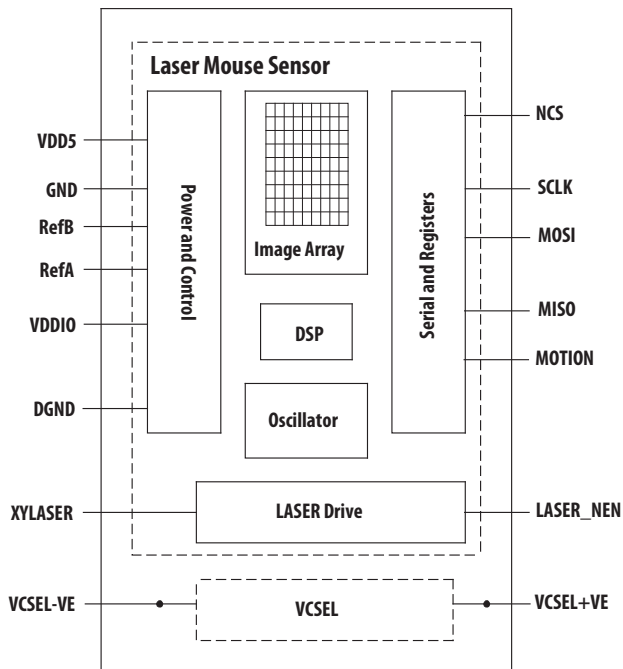 Laser Mouse Sensor
VDD5
GND
RefB
RefA
VDDIO
DGND
XYLASER
VCSEL-VE
Power and Control
Image Array
DSP
Oscillator
LASER Drive
VCSEL
Serial and Registers
NCS
SCLK
MOSI
MISO
MOTION
LASER_NEN
VCSEL+VE